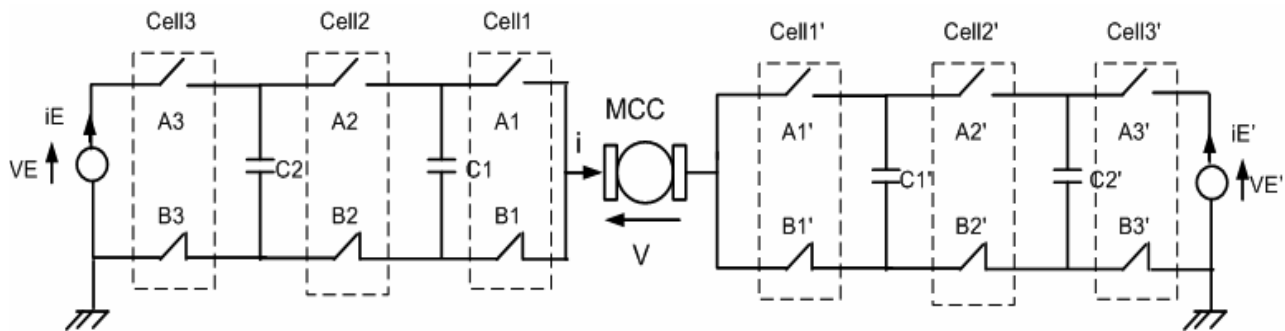 Cell3 Cell2 Cell1 Cell1' Cell2' Cell3'
MCC
iE A3 A2 A1 A1' A2' A3' iE'
VE C2 C1 i C1' C2' VE'
B3 B2 B1 B1' B2' B3'
V